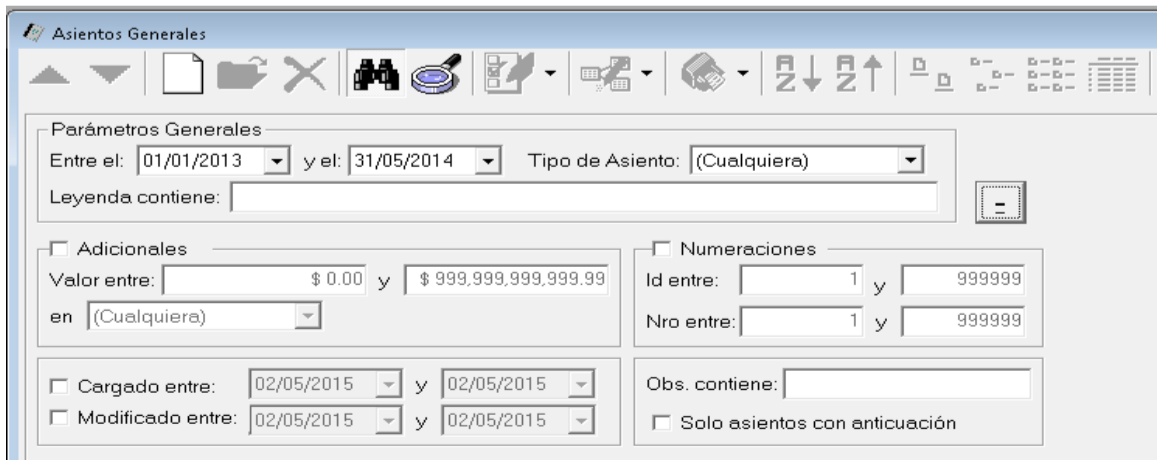 Asientos Generales
Parámetros Generales
Entre el: 01/01/2013 y el: 31/05/2014 Tipo de Asiento: (Cualquiera)
Leyenda contiene:
-
Adicionales
Valor entre: $ 0.00 y $ 999,999,999,999.99
en (Cualquiera)
Numeraciones
Id entre: 1 y 999999
Nro entre: 1 y 999999
Cargado entre: 02/05/2015 y 02/05/2015
Modificado entre: 02/05/2015 y 02/05/2015
Obs. contiene:
Solo asientos con anticuación